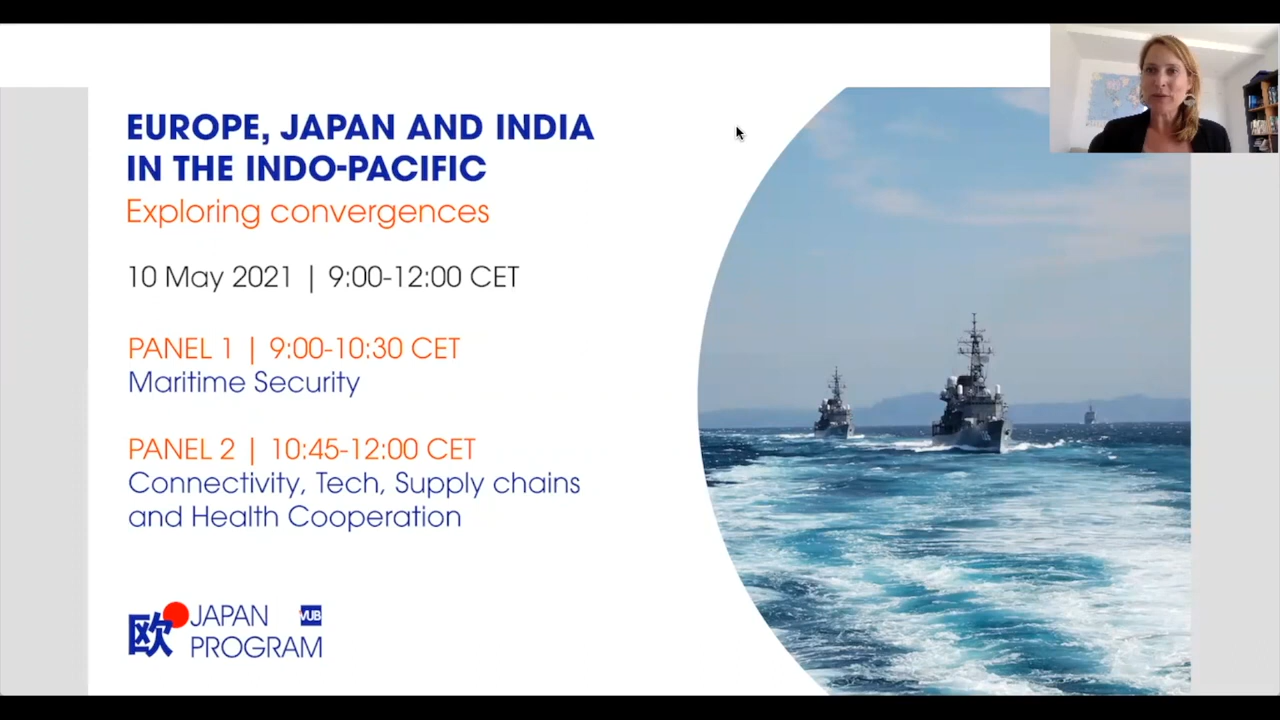 EUROPE, JAPAN AND INDIA
IN THE INDO-PACIFIC
Exploring convergences
10 May 2021 | 9:00-12:00 CET
PANEL 1 | 9:00-10:30 CET
Maritime Security
PANEL 2 | 10:45-12:00 CET
Connectivity, Tech, Supply chains
and Health Cooperation
欧 JAPAN VUB
PROGRAM